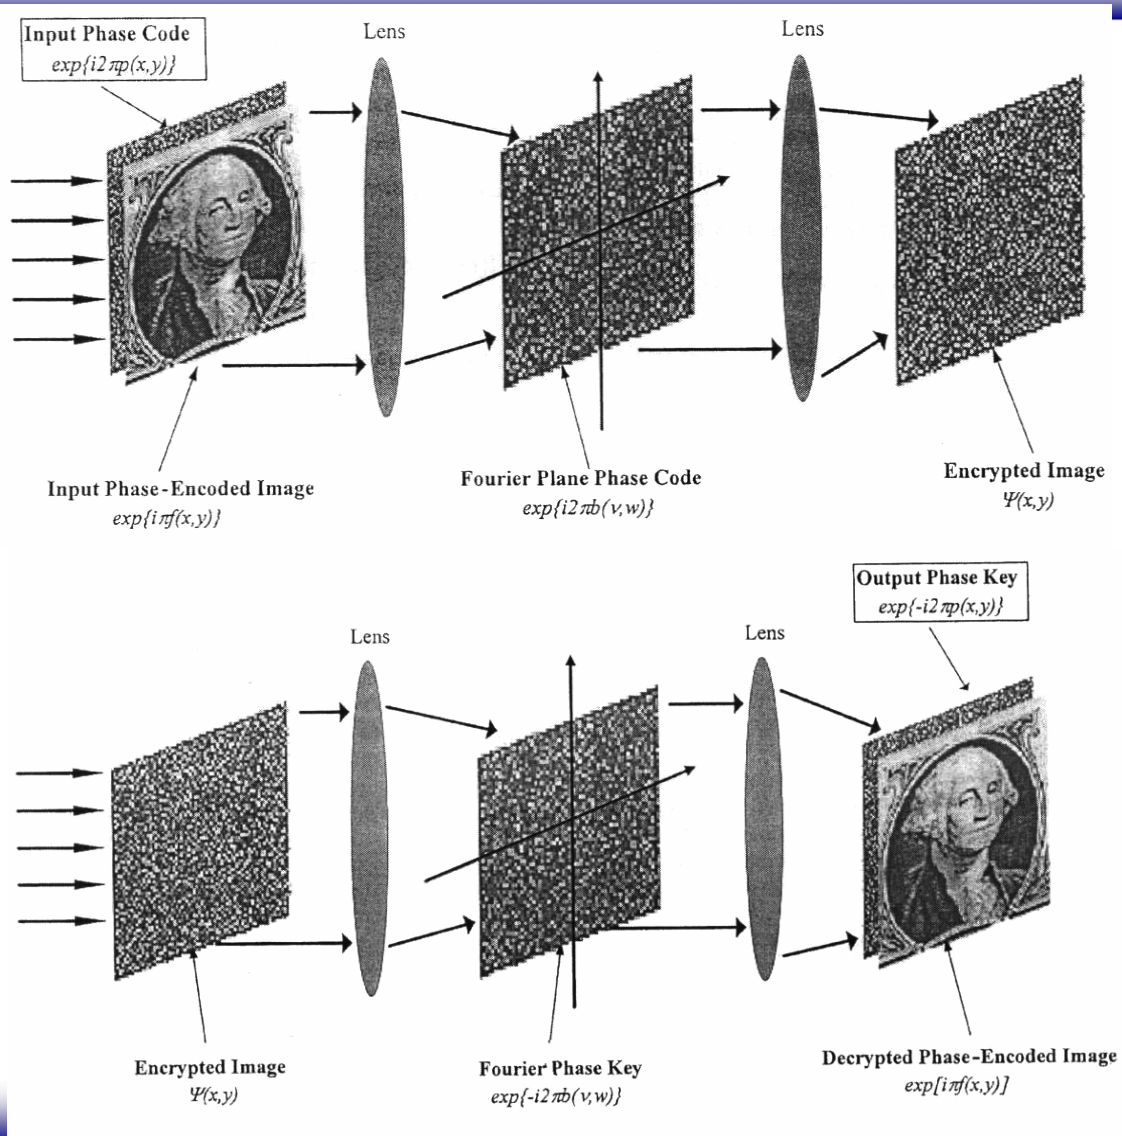 Input Phase Code
exp{i2πp(x,y)}
Lens
Lens
Input Phase-Encoded Image
exp{iπf(x,y)}
Fourier Plane Phase Code
exp{i2πb(v,w)}
Encrypted Image
Ψ(x,y)
Output Phase Key
exp{-i2πp(x,y)}
Lens
Lens
Encrypted Image
Ψ(x,y)
Fourier Phase Key
exp{-i2πb(v,w)}
Decrypted Phase-Encoded Image
exp[iπf(x,y)]